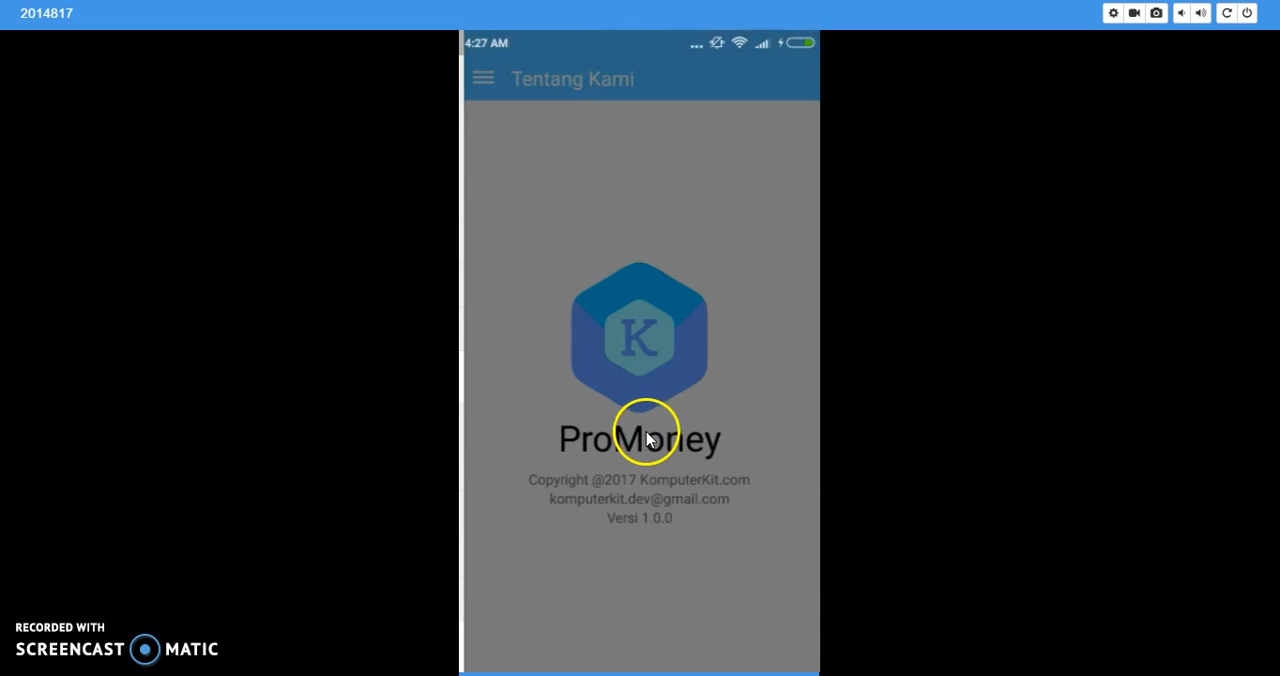 2014817
4:27 AM
Tentang Kami
K
ProMoney
Copyright @2017 KomputerKit.com
komputerkit.dev@gmail.com
Versi 1.0.0
RECORDED WITH
SCREENCAST MATIC